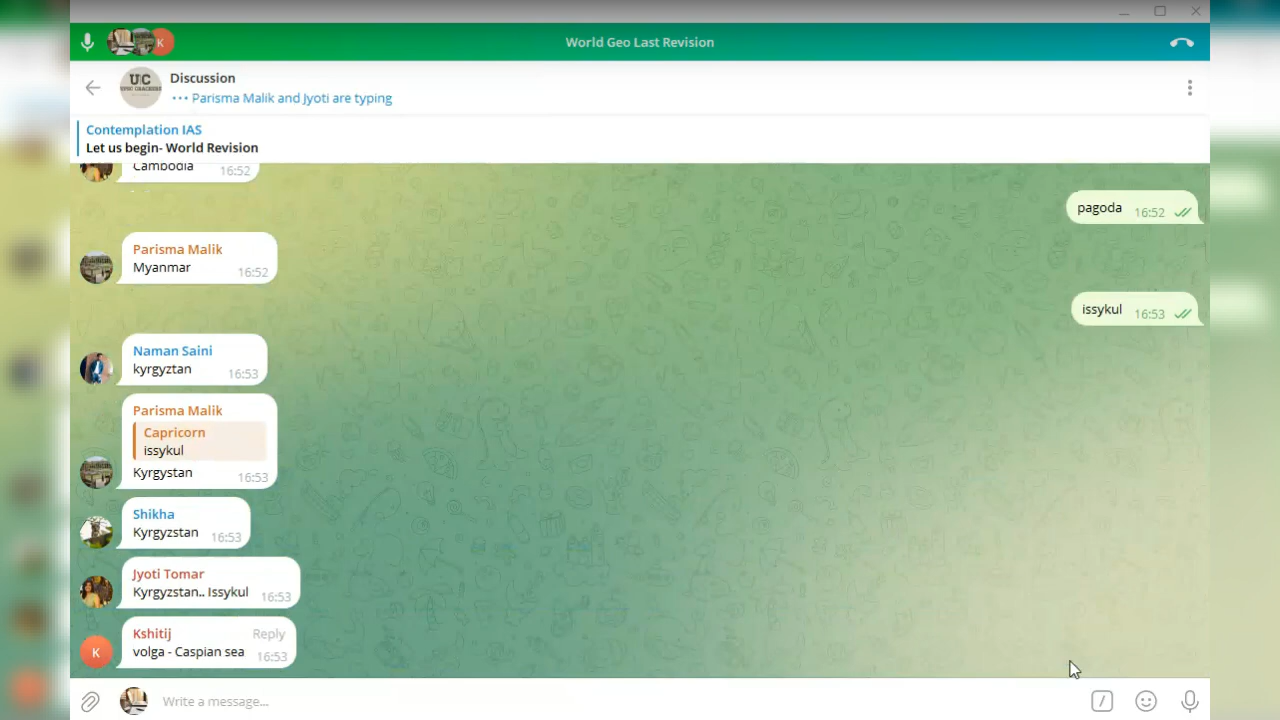 K
World Geo Last Revision
UC
UPSC CRACKERS
Discussion
Parisma Malik and Jyoti are typing
Contemplation IAS
Let us begin- World Revision
Cambodia 16:52
pagoda 16:52
Parisma Malik
Myanmar 16:52
issykul 16:53
Naman Saini
kyrgyztan 16:53
Parisma Malik
Capricorn
issykul
Kyrgystan 16:53
Shikha
Kyrgyzstan 16:53
Jyoti Tomar
Kyrgyzstan.. Issykul 16:53
Kshitij Reply
K volga - Caspian sea 16:53
Write a message...